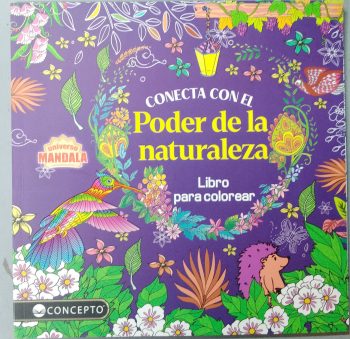 CONECTA CON EL
Poder de la
naturaleza
universo
MANDALA
Libro
para colorear
CONCEPTO